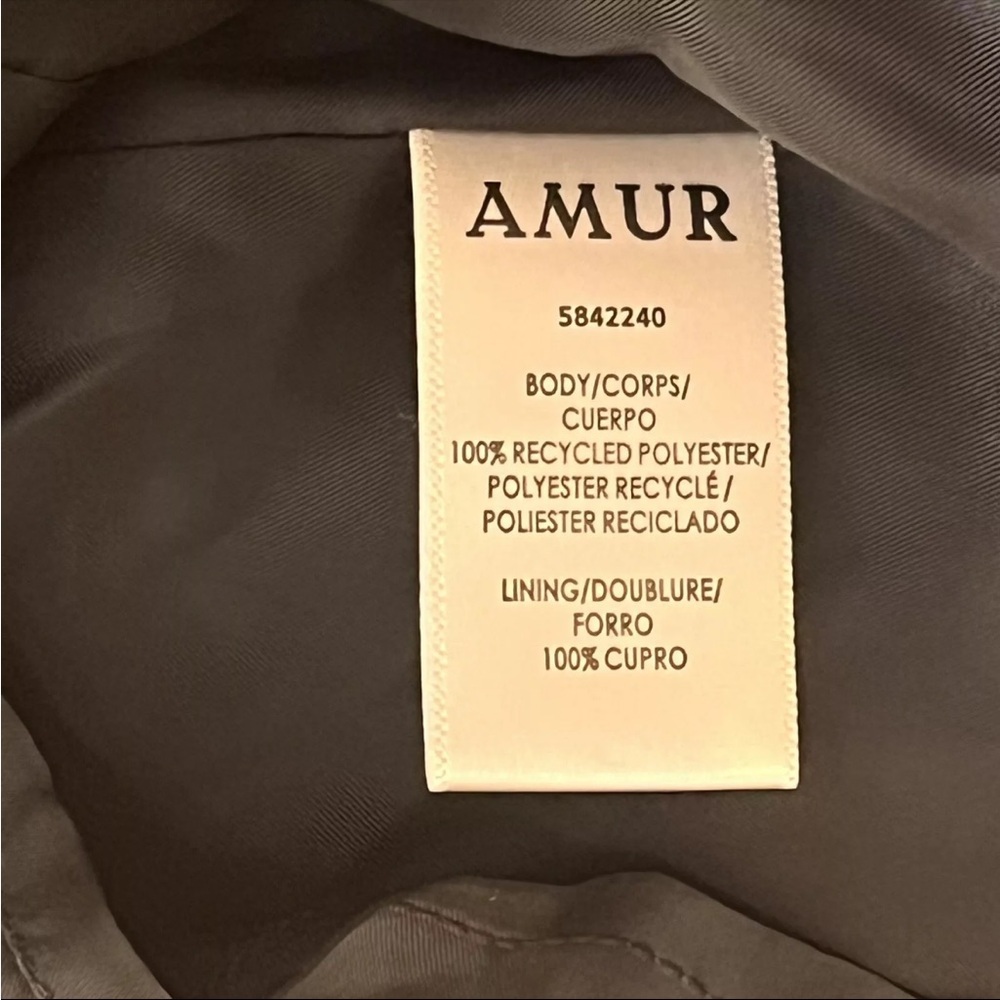 AMUR
5842240
BODY/CORPS/
CUERPO
100% RECYCLED POLYESTER/
POLYESTER RECYCLÉ/
POLIESTER RECICLADO
LINING/DOUBLURE/
FORRO
100% CUPRO